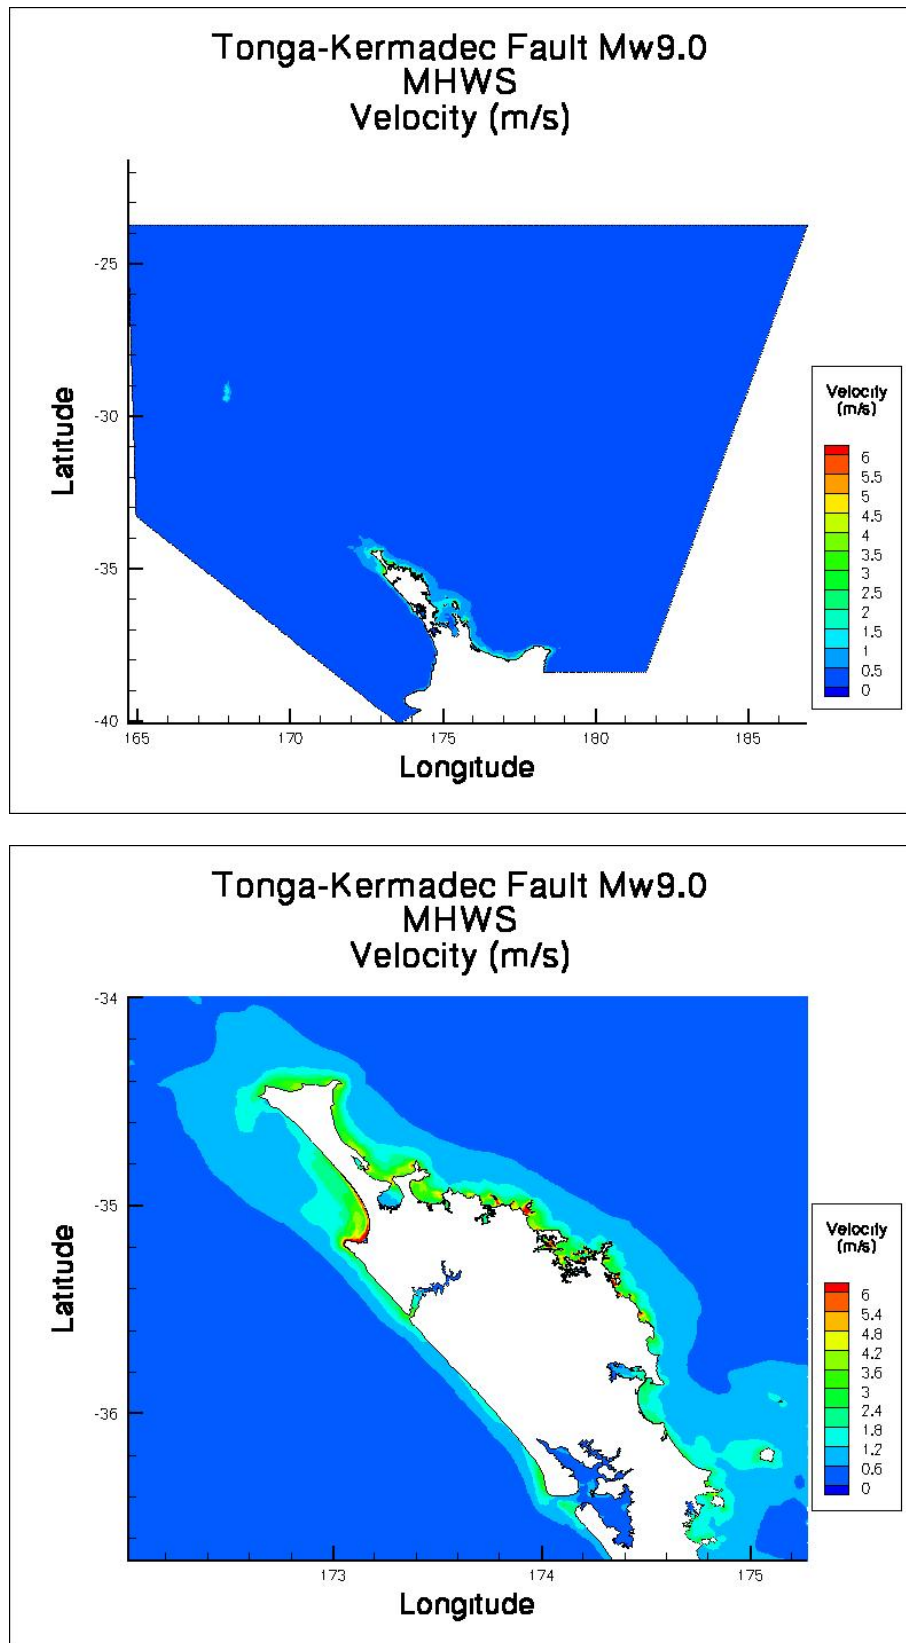 Tonga-Kermadec Fault Mw9.0
MHWS
Velocity (m/s)
-25
-30
-35
-40
Latitude
165
170
175
180
185
Longitude
Velocity
(m/s)
6
5.5
5
4.5
4
3.5
3
2.5
2
1.5
1
0.5
0
Tonga-Kermadec Fault Mw9.0
MHWS
Velocity (m/s)
-34
-35
-36
Latitude
173
174
175
Longitude
Velocity
(m/s)
6
5.4
4.8
4.2
3.6
3
2.4
1.8
1.2
0.6
0